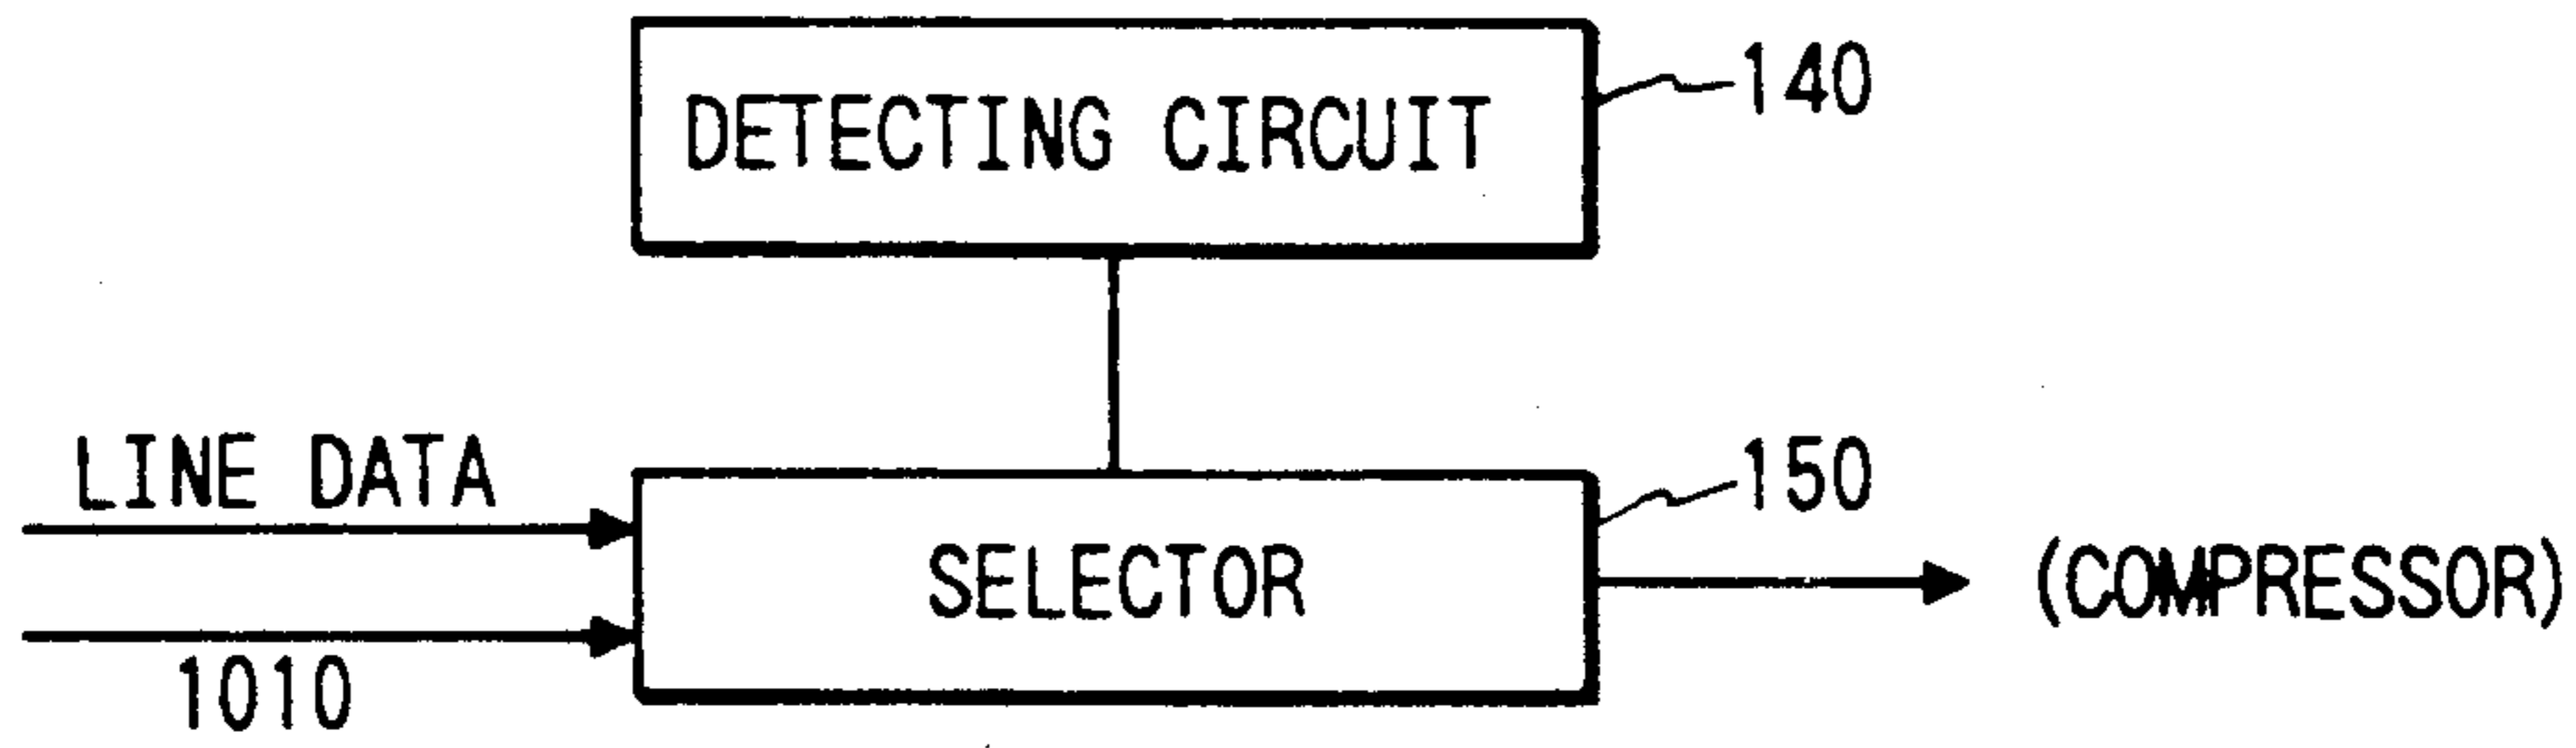 DETECTING CIRCUIT
140
LINE DATA
150
SELECTOR
(COMPRESSOR)
1010